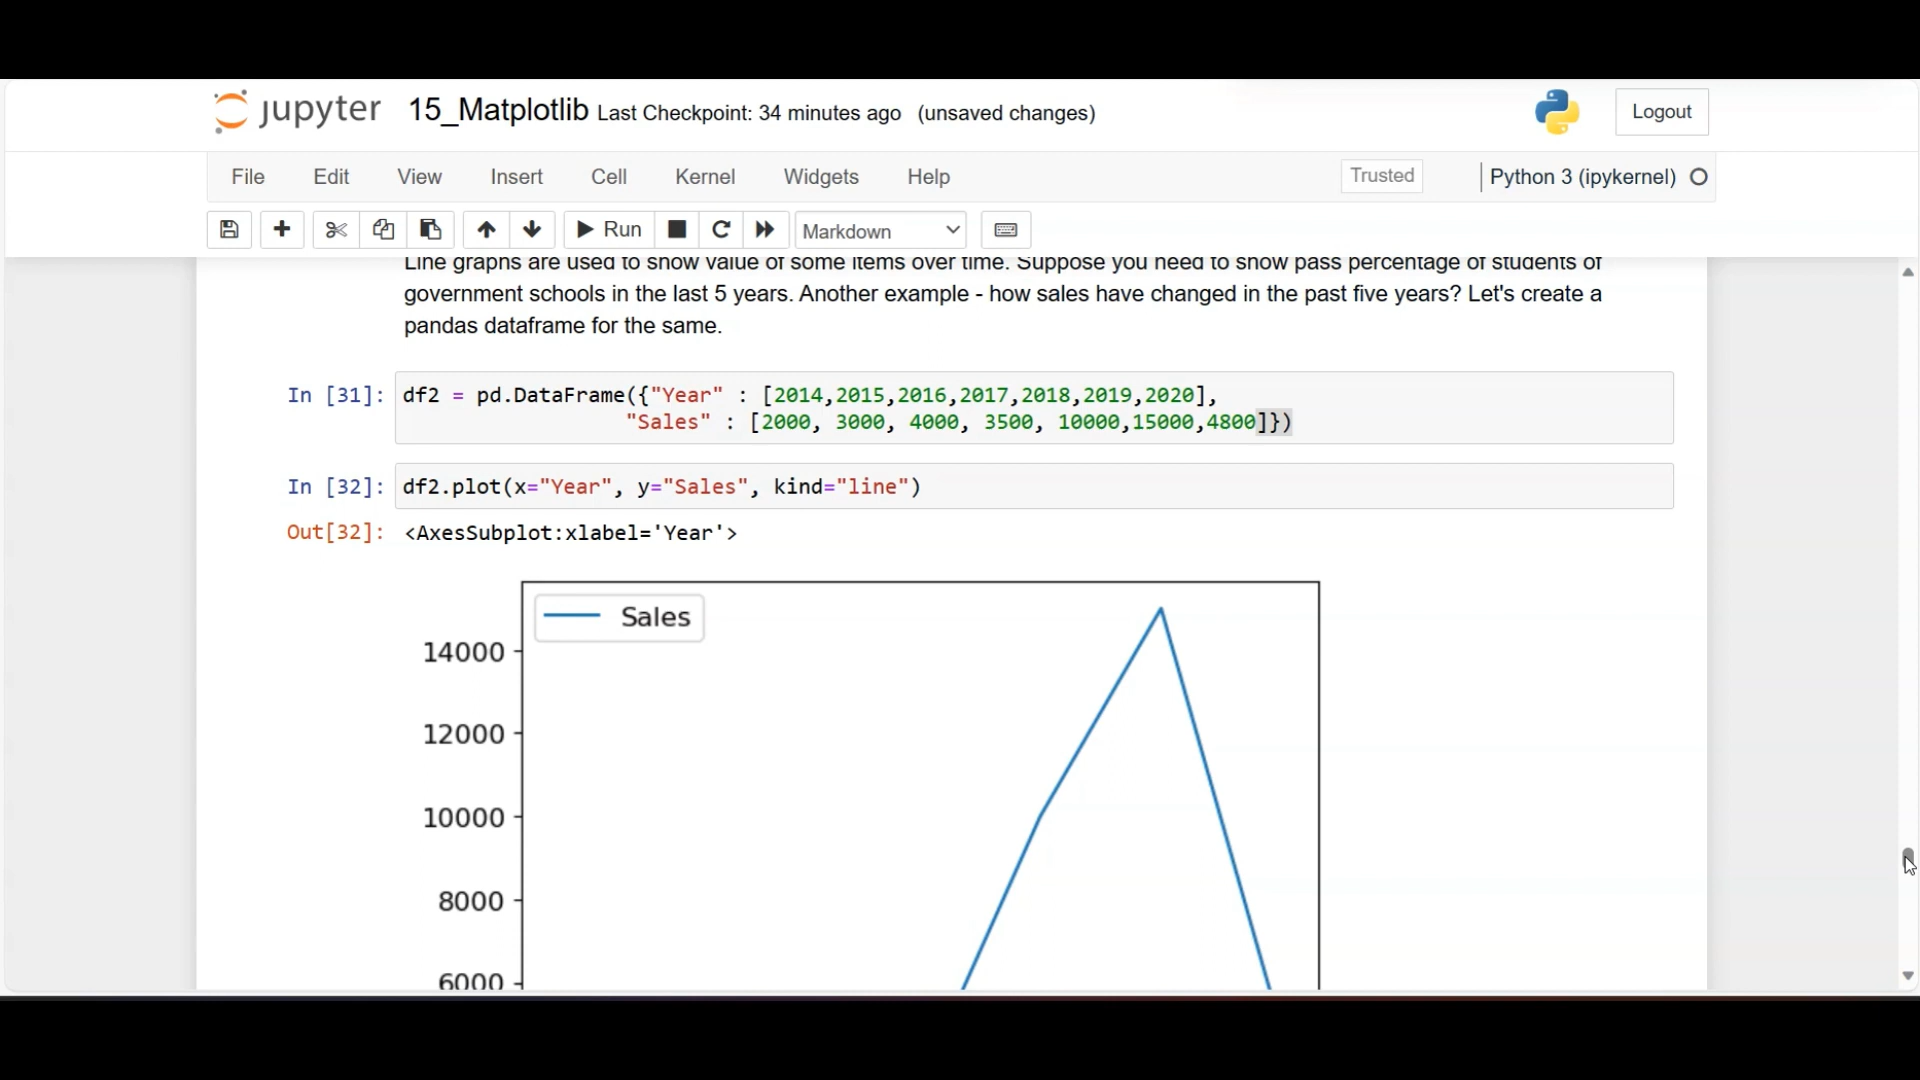 jupyter 15_Matplotlib Last Checkpoint: 34 minutes ago (unsaved changes) Logout
File Edit View Insert Cell Kernel Widgets Help Trusted Python 3 (ipykernel)
Run Markdown
Line graphs are used to show value of some items over time. Suppose you need to show pass percentage of students of
government schools in the last 5 years. Another example - how sales have changed in the past five years? Let's create a
pandas dataframe for the same.
In [31]: df2 = pd.DataFrame({"Year" : [2014,2015,2016,2017,2018,2019,2020],
"Sales" : [2000, 3000, 4000, 3500, 10000,15000,4800]})
In [32]: df2.plot(x="Year", y="Sales", kind="line")
Out[32]: <AxesSubplot:xlabel='Year'>
Sales
14000
12000
10000
8000
6000